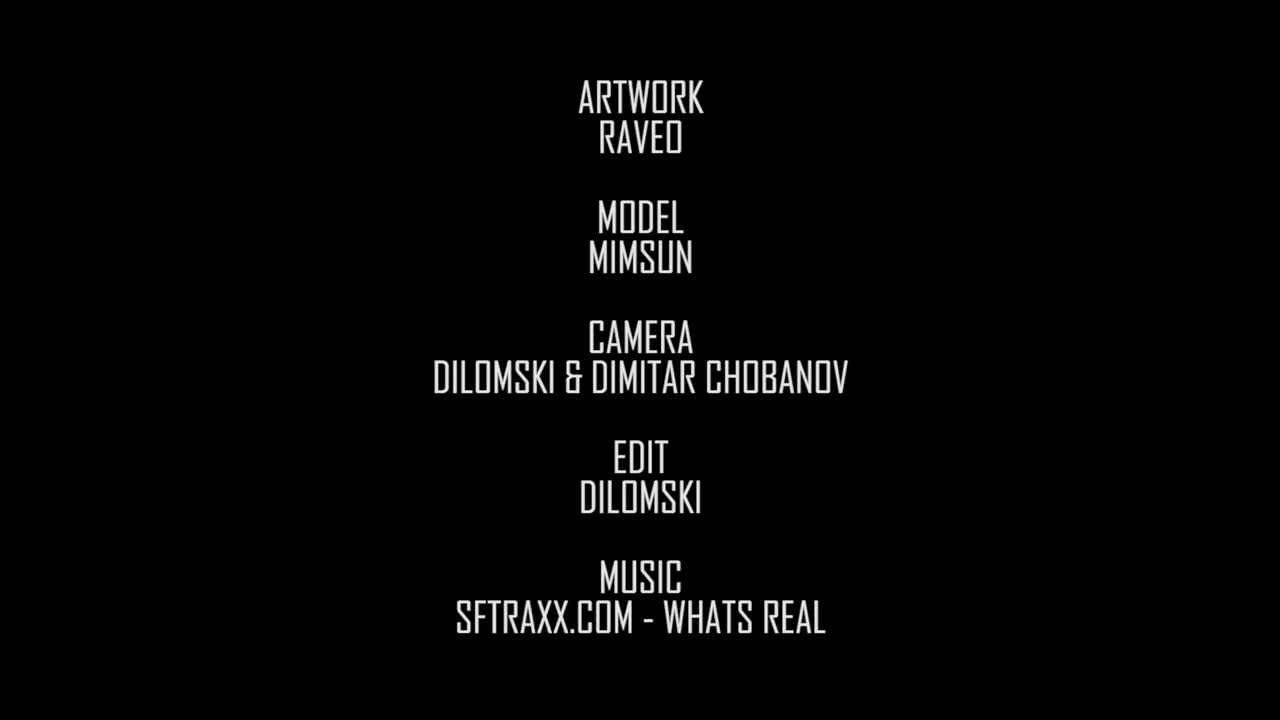 ARTWORK
RAVEO
MODEL
MIMSUN
CAMERA
DILOMSKI & DIMITAR CHOBANOV
EDIT
DILOMSKI
MUSIC
SFTRAXX.COM - WHATS REAL